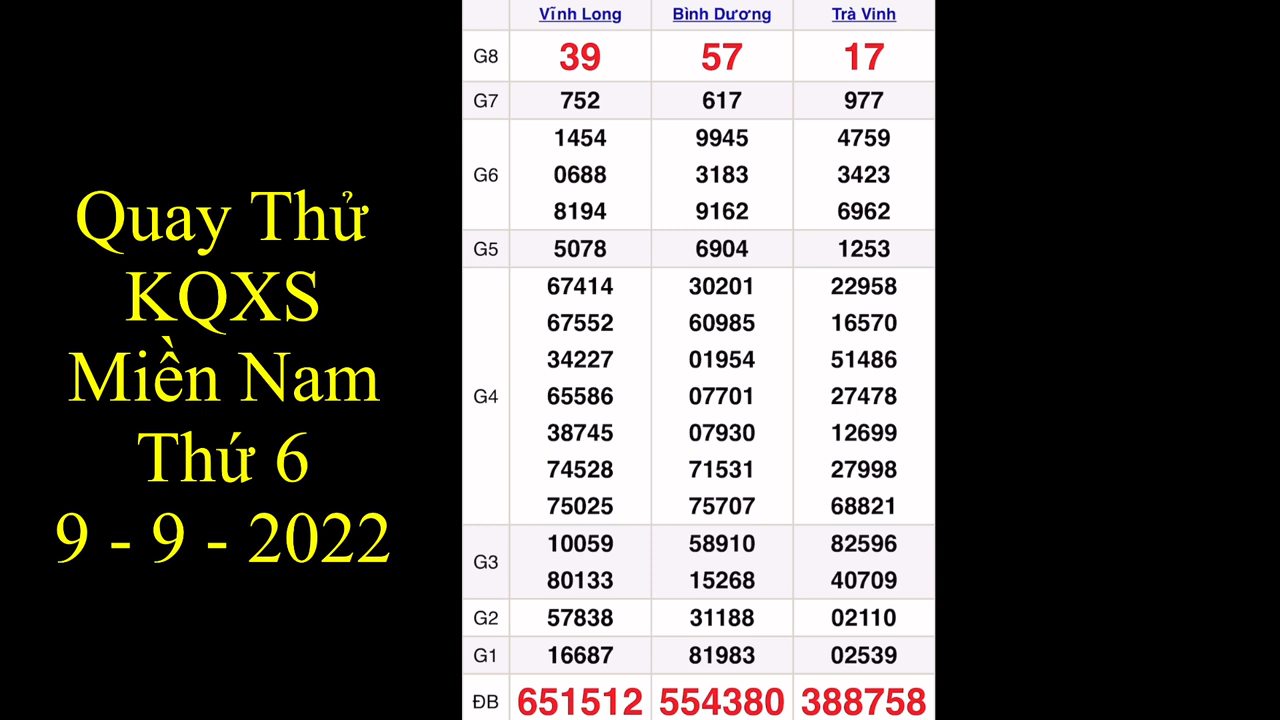 Quay Thử
KQXS
Miền Nam
Thứ 6
9 - 9 - 2022
Vĩnh Long Bình Dương Trà Vinh
G8 39 57 17
G7 752 617 977
1454 9945 4759
G6 0688 3183 3423
8194 9162 6962
G5 5078 6904 1253
67414 30201 22958
67552 60985 16570
34227 01954 51486
G4 65586 07701 27478
38745 07930 12699
74528 71531 27998
75025 75707 68821
G3
10059 58910 82596
80133 15268 40709
G2 57838 31188 02110
G1 16687 81983 02539
ĐB 651512 554380 388758